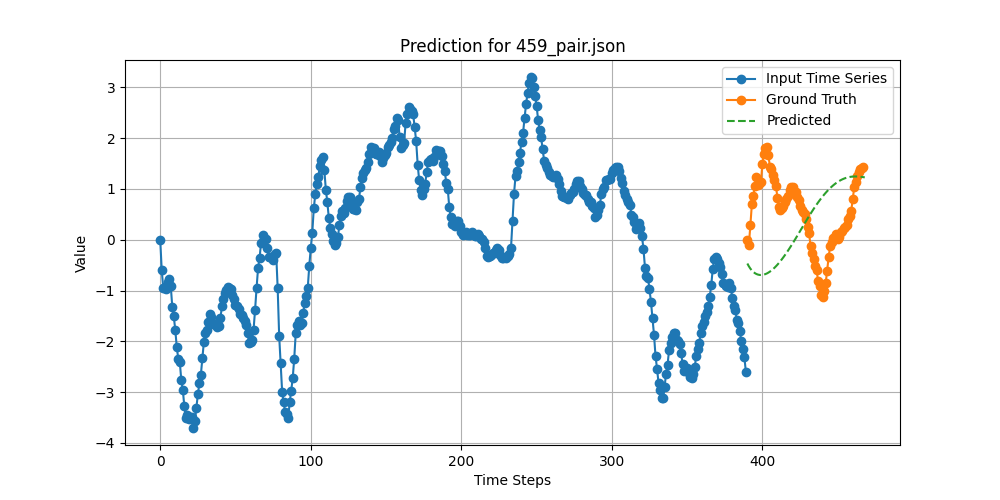 Prediction for 459_pair.json
Input Time Series
Ground Truth
Predicted
Value
3
2
1
0
−1
−2
−3
−4
0
100
200
300
400
Time Steps